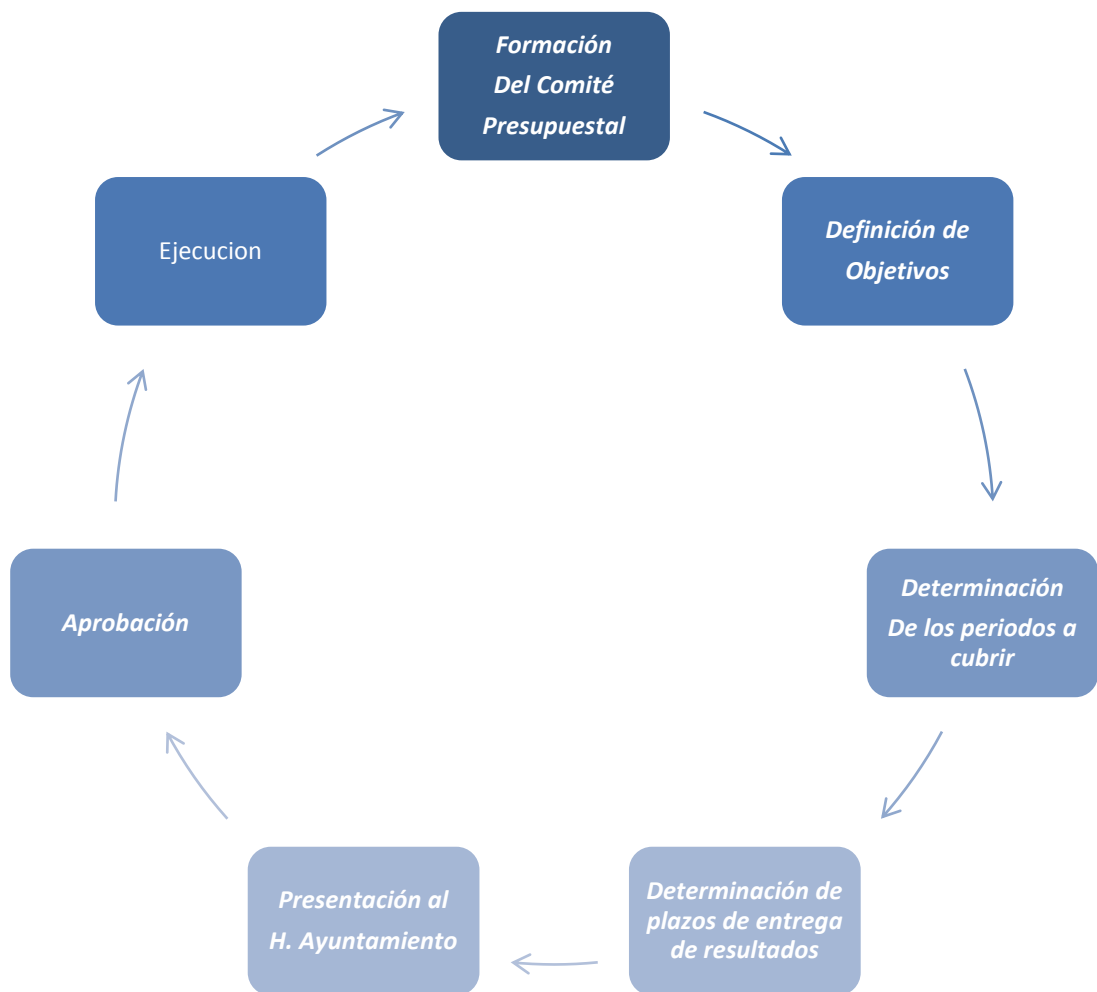 Formación
Del Comité
Presupuestal
Definición de
Objetivos
Determinación
De los periodos a
cubrir
Determinación de
plazos de entrega
de resultados
Presentación al
H. Ayuntamiento
Aprobación
Ejecucion